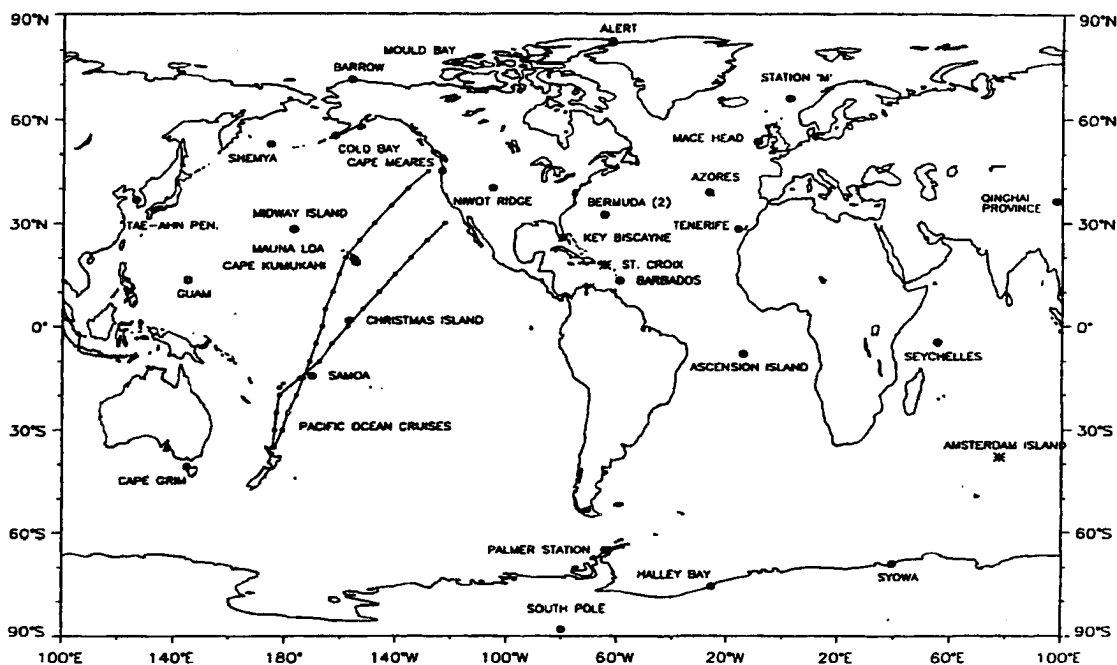 90°N
90°N
ALERT
MOULD BAY
BARROW
STATION "M"
60°N
60°N
MACE HEAD
COLD BAY
SHEMYA
CAPE MEARES
AZORES
NIWOT RIDGE
QINGHAI
PROVINCE
BERMUDA (2)
MIDWAY ISLAND
30°N
TAE-AHN PEN.
TENERIFE
30°N
KEY BISCAYNE
MAUNA LOA
CAPE KUMUKAHI
ST. CROIX
BARBADOS
GUAM
0°
CHRISTMAS ISLAND
0°
SEYCHELLES
ASCENSION ISLAND
SAMOA
30°S
PACIFIC OCEAN CRUISES
30°S
AMSTERDAM ISLAND
CAPE GRIM
60°S
60°S
PALMER STATION
HALLEY BAY
SYOWA
SOUTH POLE
90°S
90°S
100°E
140°E
180°W
140°W
100°W
60°W
20°W
20°E
60°E
100°E